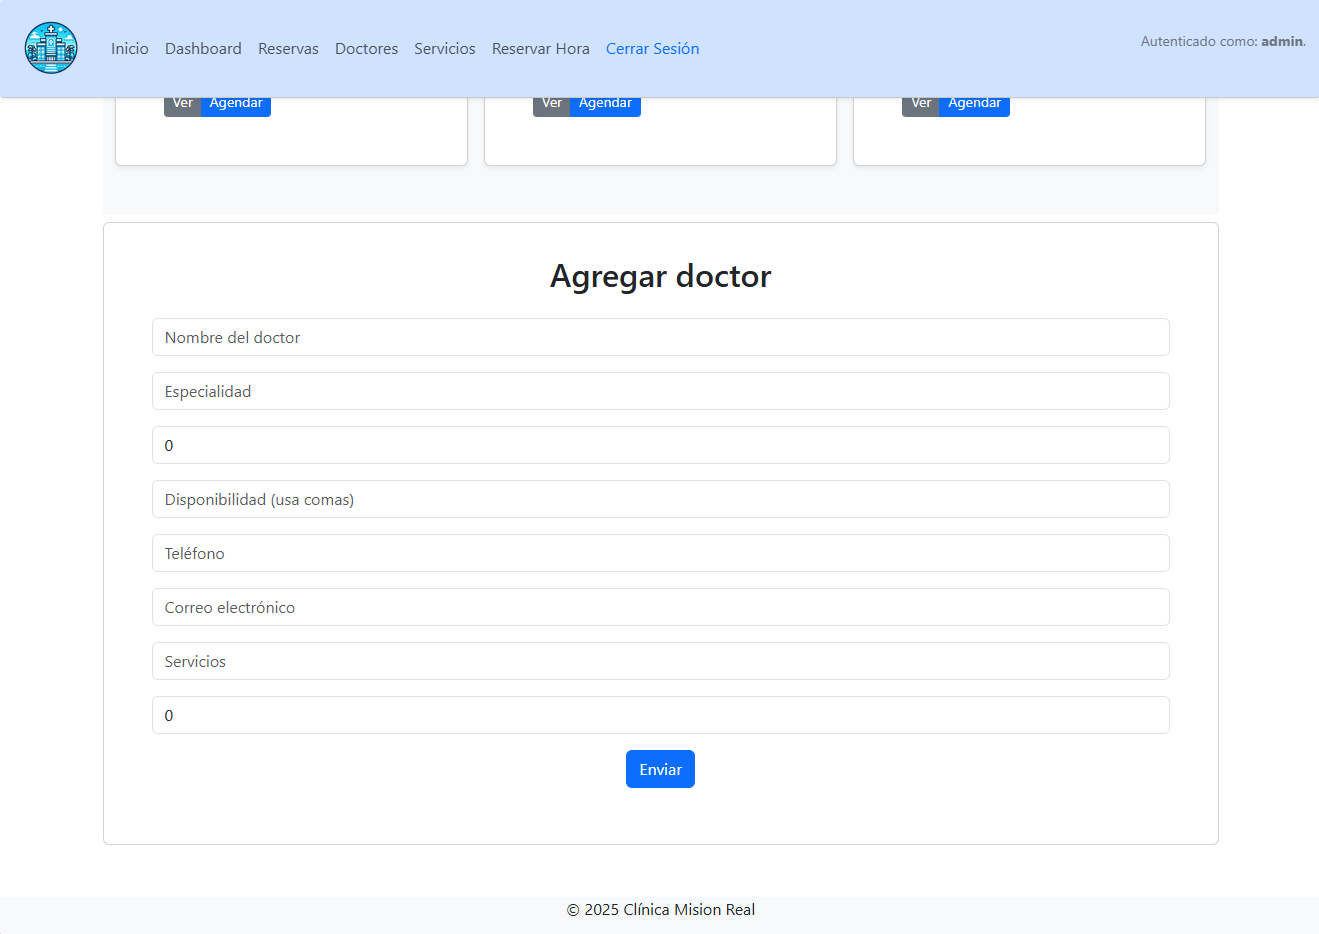 Inicio Dashboard Reservas Doctores Servicios Reservar Hora Cerrar Sesión Autenticado como: admin.
Ver Agendar Ver Agendar Ver Agendar
Agregar doctor
Nombre del doctor
Especialidad
0
Disponibilidad (usa comas)
Teléfono
Correo electrónico
Servicios
0
Enviar
© 2025 Clínica Mision Real